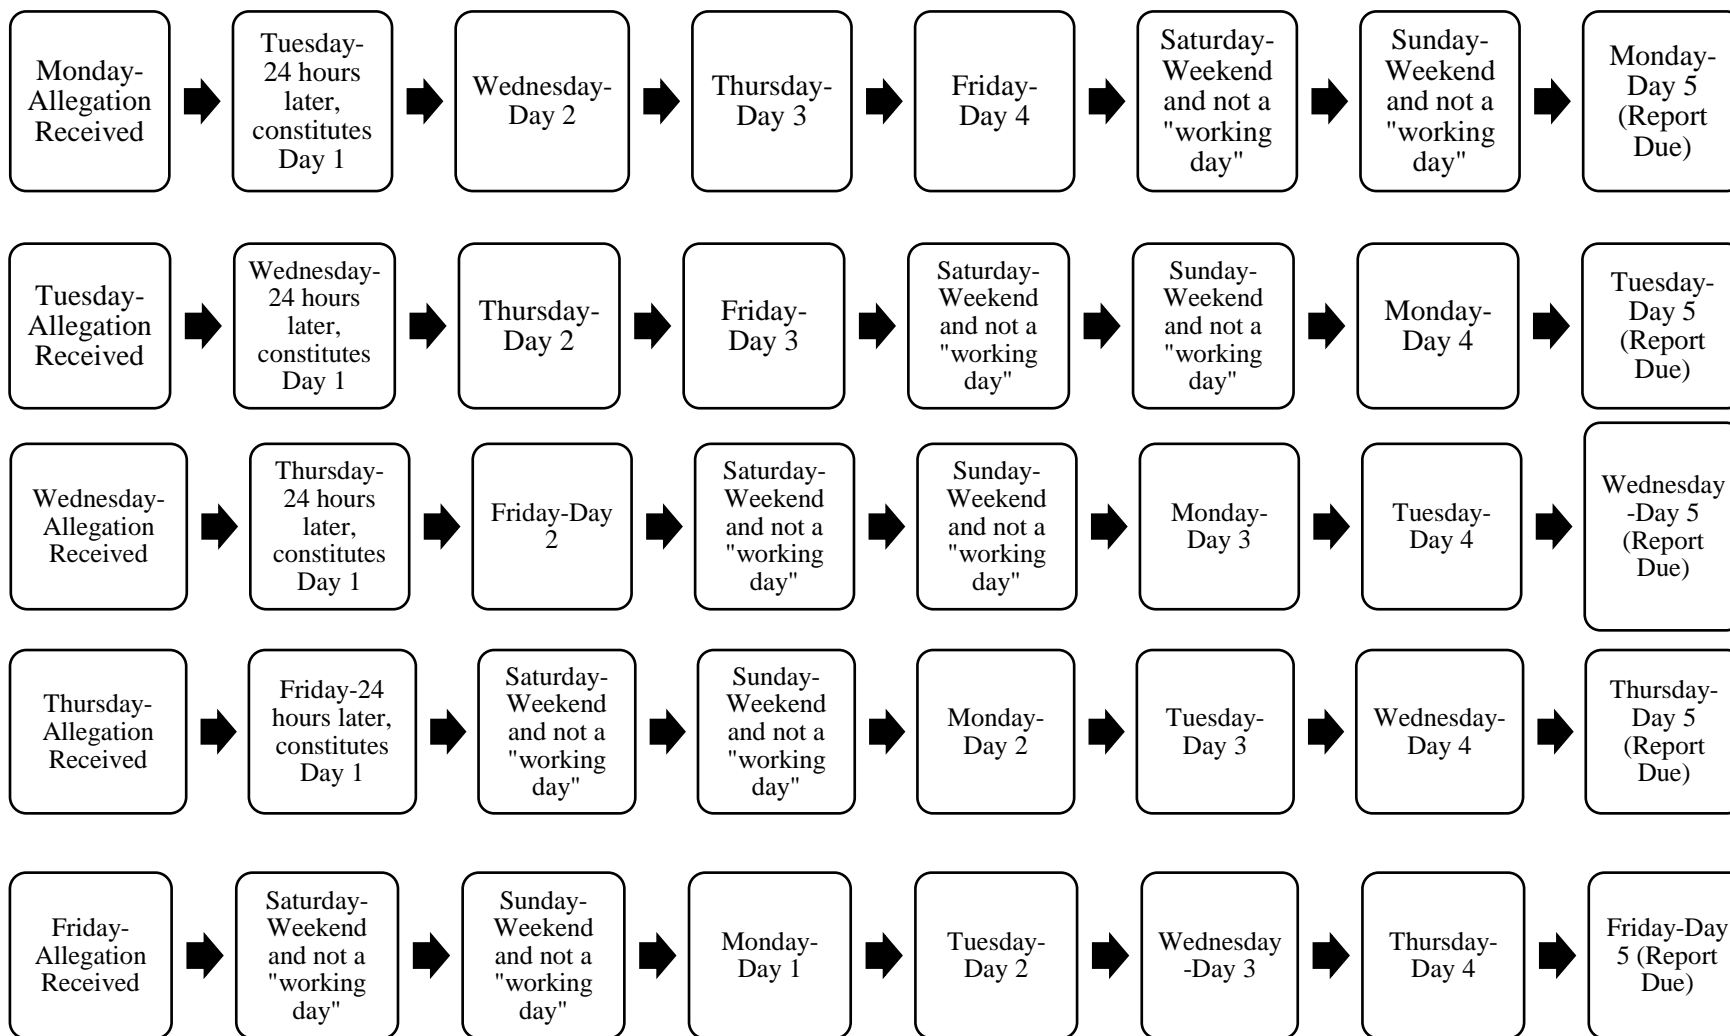 Monday-
Allegation
Received
Tuesday-
24 hours
later,
constitutes
Day 1
Wednesday-
Day 2
Thursday-
Day 3
Friday-
Day 4
Saturday-
Weekend
and not a
"working
day"
Sunday-
Weekend
and not a
"working
day"
Monday-
Day 5
(Report
Due)
Tuesday-
Allegation
Received
Wednesday-
24 hours
later,
constitutes
Day 1
Thursday-
Day 2
Friday-
Day 3
Saturday-
Weekend
and not a
"working
day"
Sunday-
Weekend
and not a
"working
day"
Monday-
Day 4
Tuesday-
Day 5
(Report
Due)
Wednesday-
Allegation
Received
Thursday-
24 hours
later,
constitutes
Day 1
Friday-Day
2
Saturday-
Weekend
and not a
"working
day"
Sunday-
Weekend
and not a
"working
day"
Monday-
Day 3
Tuesday-
Day 4
Wednesday
-Day 5
(Report
Due)
Thursday-
Allegation
Received
Friday-24
hours later,
constitutes
Day 1
Saturday-
Weekend
and not a
"working
day"
Sunday-
Weekend
and not a
"working
day"
Monday-
Day 2
Tuesday-
Day 3
Wednesday-
Day 4
Thursday-
Day 5
(Report
Due)
Friday-
Allegation
Received
Saturday-
Weekend
and not a
"working
day"
Sunday-
Weekend
and not a
"working
day"
Monday-
Day 1
Tuesday-
Day 2
Wednesday
-Day 3
Thursday-
Day 4
Friday-Day
5 (Report
Due)